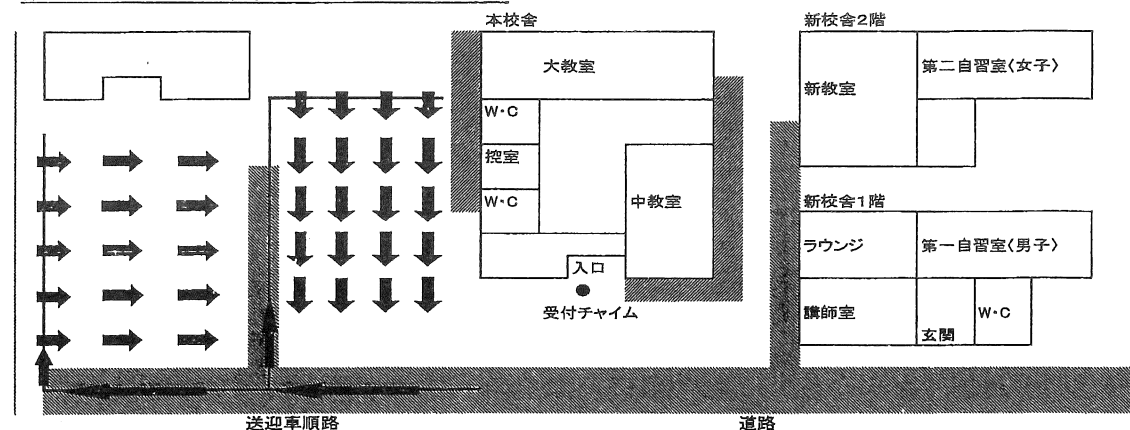 本校舎
大教室
W・C
控室
W・C
中教室
入口
受付チャイム
新校舎2階
新教室
第二自習室〈女子〉
新校舎1階
ラウンジ
第一自習室〈男子〉
講師室
玄関
W・C
送迎車順路
道路